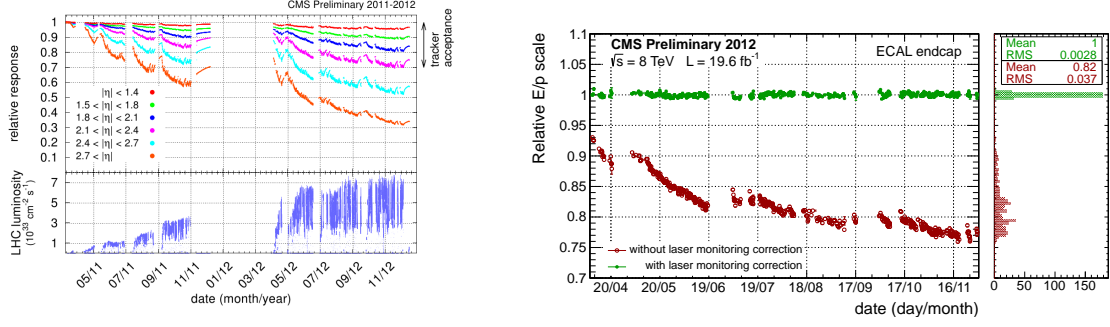 CMS Preliminary 2011-2012
relative response
1
0.9
0.8
0.7
0.6
0.5
0.4
0.3
0.2
0.1
|η| < 1.4
1.5 < |η| < 1.8
1.8 < |η| < 2.1
2.1 < |η| < 2.4
2.4 < |η| < 2.7
2.7 < |η|
tracker
acceptance
LHC luminosity
(10³³ cm⁻² s⁻¹)
7
5
3
1
05/11
07/11
09/11
11/11
01/12
03/12
05/12
07/12
09/12
11/12
date (month/year)
Relative E/p scale
1.1
1.05
1
0.95
0.9
0.85
0.8
0.75
0.7
CMS Preliminary 2012
√s = 8 TeV L = 19.6 fb⁻¹
ECAL endcap
without laser monitoring correction
with laser monitoring correction
20/04
20/05
19/06
19/07
18/08
17/09
17/10
16/11
date (day/month)
Mean 1
RMS 0.0028
Mean 0.82
RMS 0.037
0
50
100
150